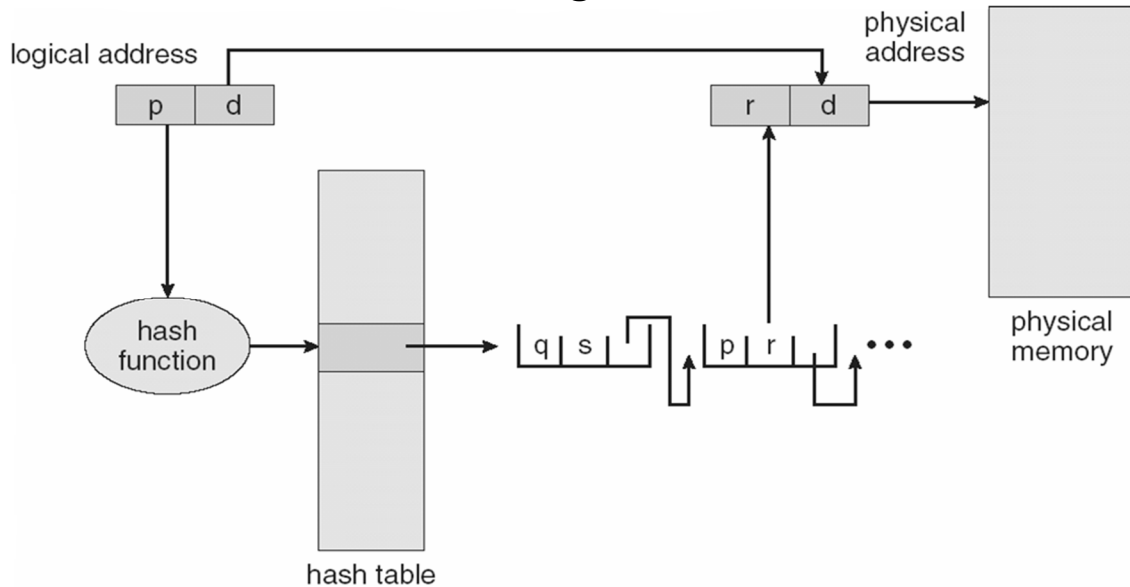 logical address
physical
address
p d
r d
hash
function
q s
p r
•••
physical
memory
hash table